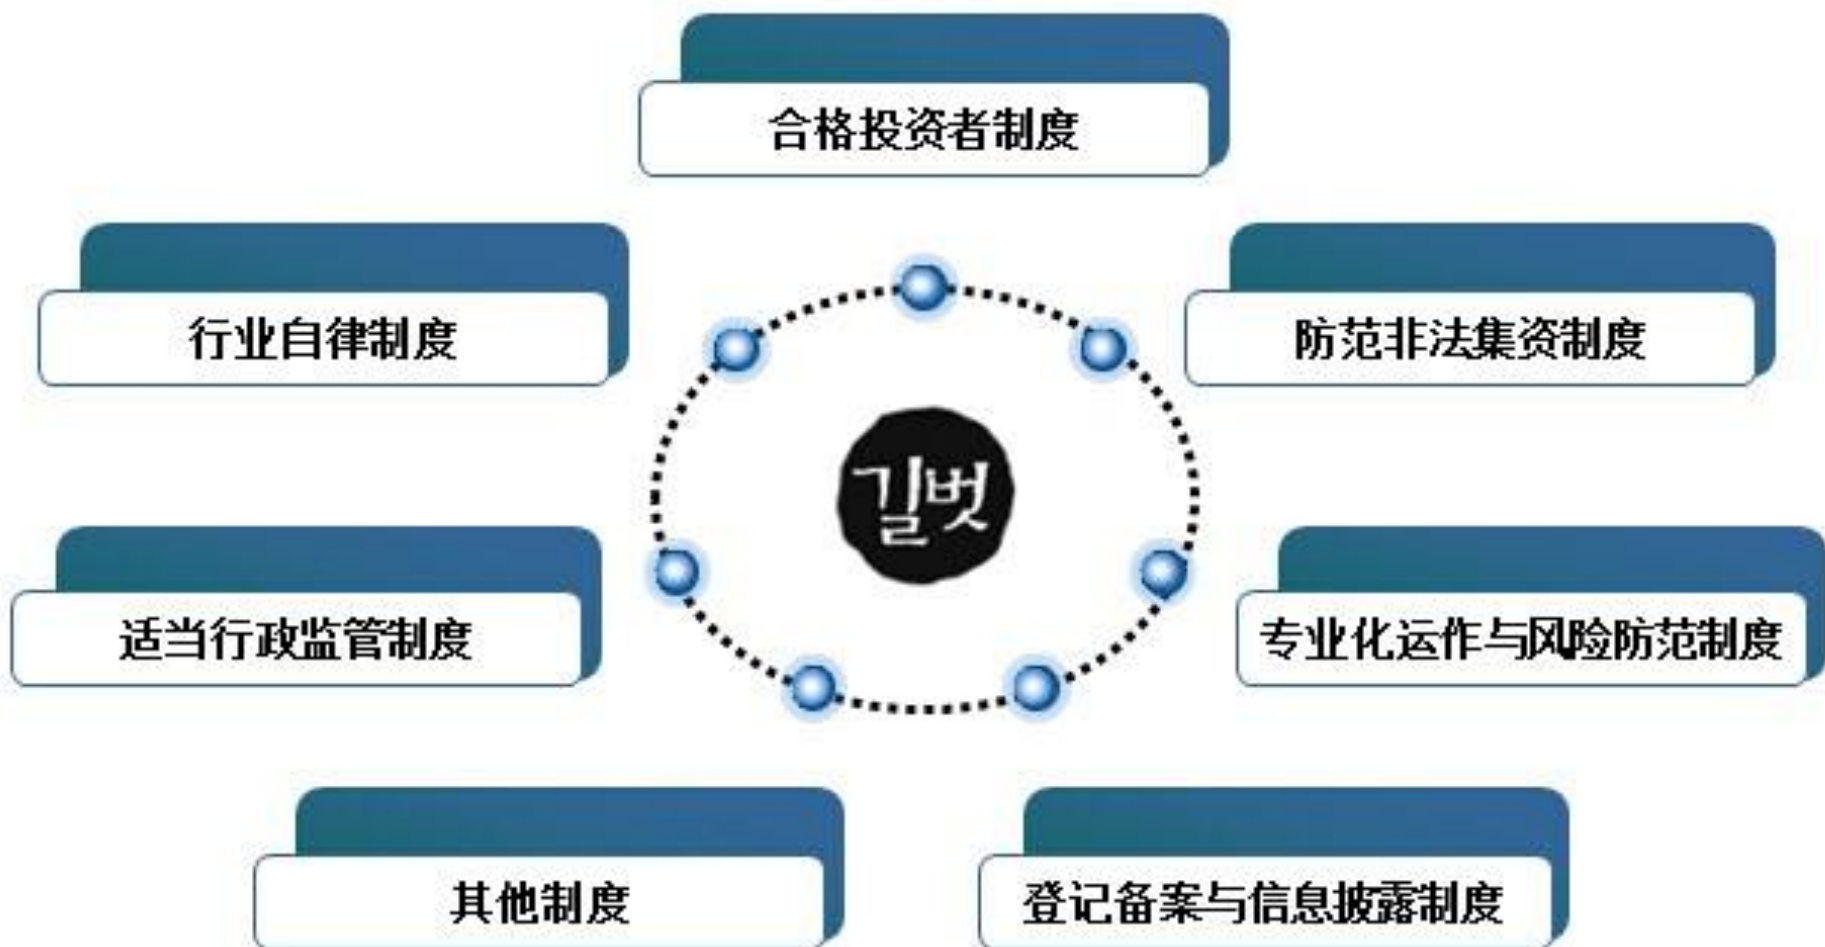 合格投资者制度
行业自律制度
防范非法集资制度
길벗
适当行政监管制度
专业化运作与风险防范制度
其他制度
登记备案与信息披露制度